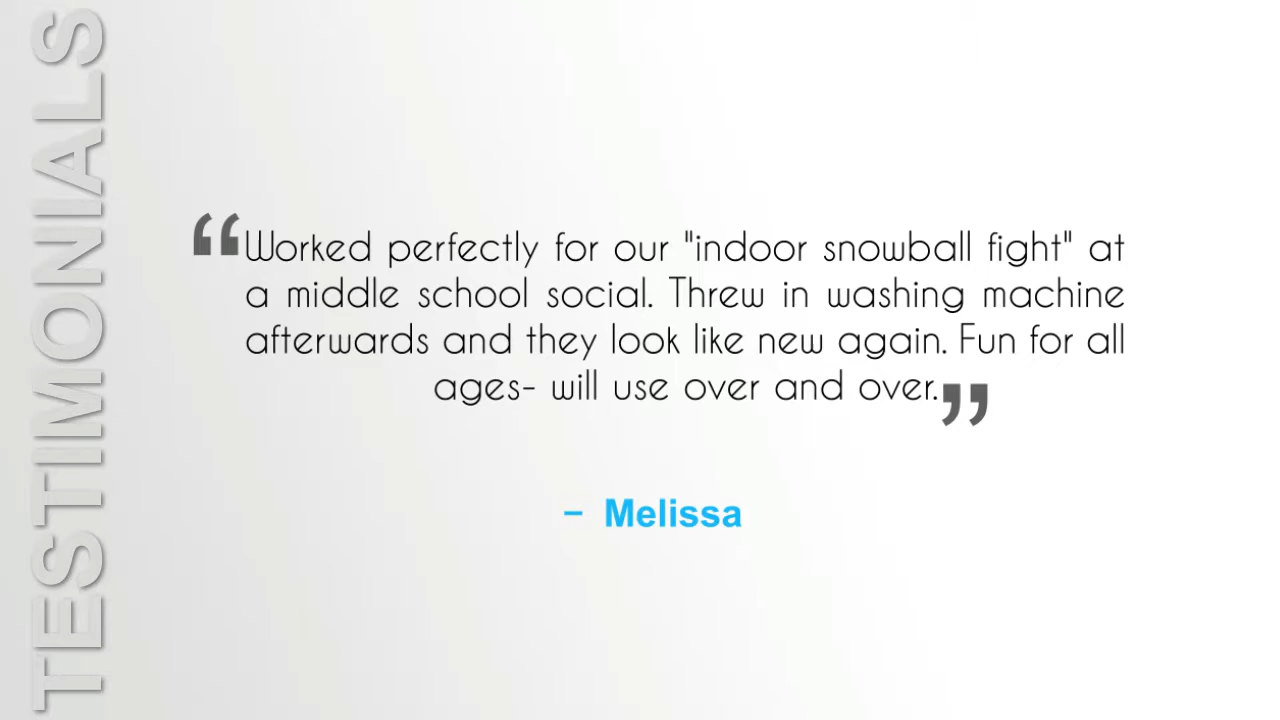 TESTIMONIALS
“Worked perfectly for our "indoor snowball fight" at
a middle school social. Threw in washing machine
afterwards and they look like new again. Fun for all
ages- will use over and over.”
– Melissa